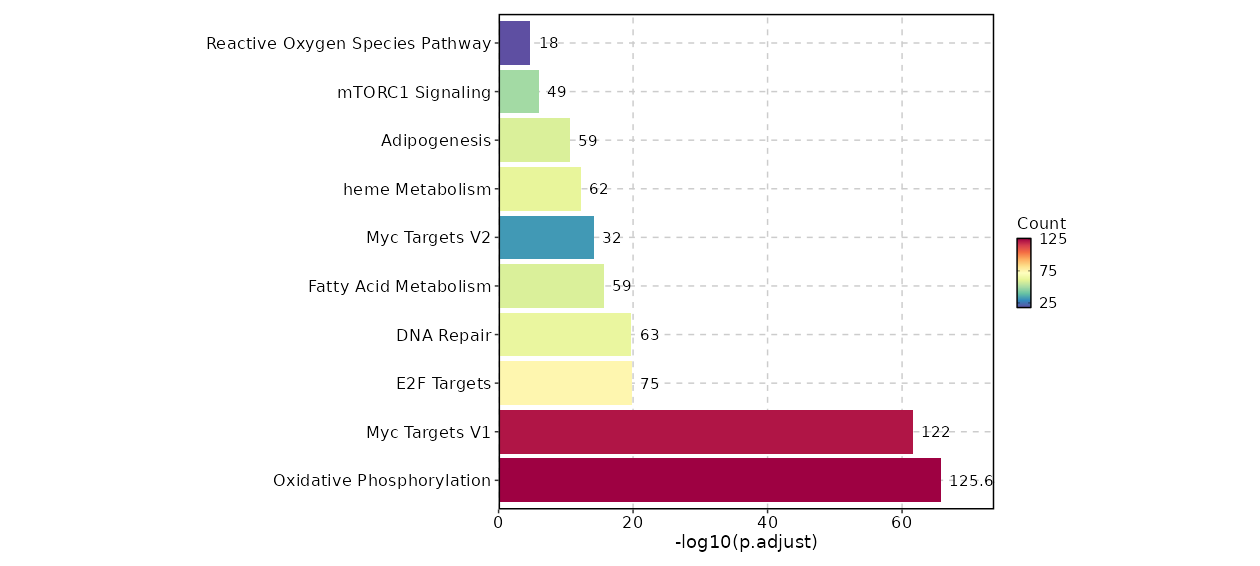 Reactive Oxygen Species Pathway 18
mTORC1 Signaling 49
Adipogenesis 59
heme Metabolism 62
Myc Targets V2 32
Fatty Acid Metabolism 59
DNA Repair 63
E2F Targets 75
Myc Targets V1 122
Oxidative Phosphorylation 125.6
0 20 40 60
-log10(p.adjust)
Count
125
75
25